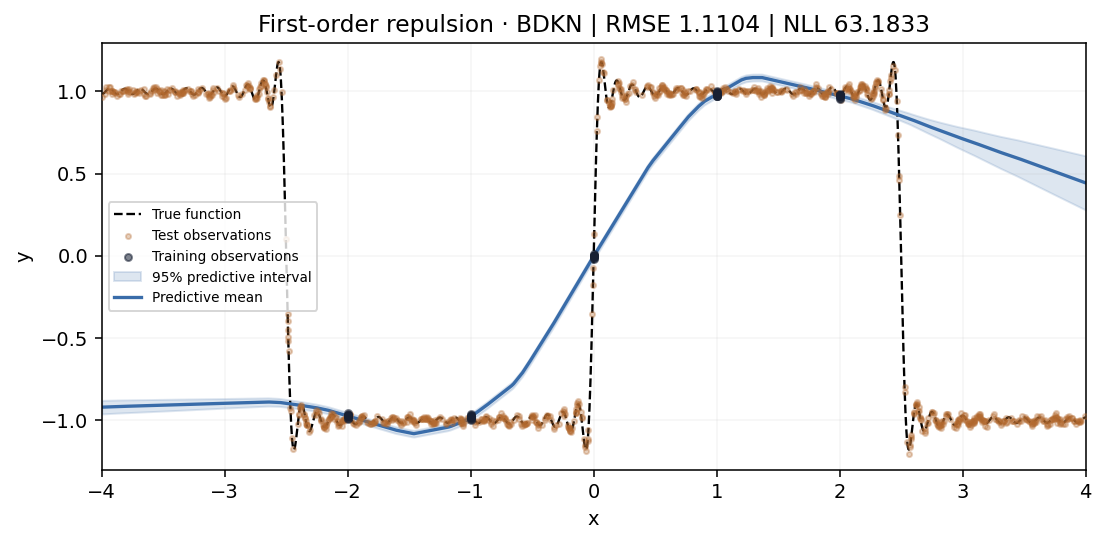 First-order repulsion · BDKN | RMSE 1.1104 | NLL 63.1833
y
1.0
0.5
0.0
−0.5
−1.0
True function
Test observations
Training observations
95% predictive interval
Predictive mean
−4 −3 −2 −1 0 1 2 3 4
x